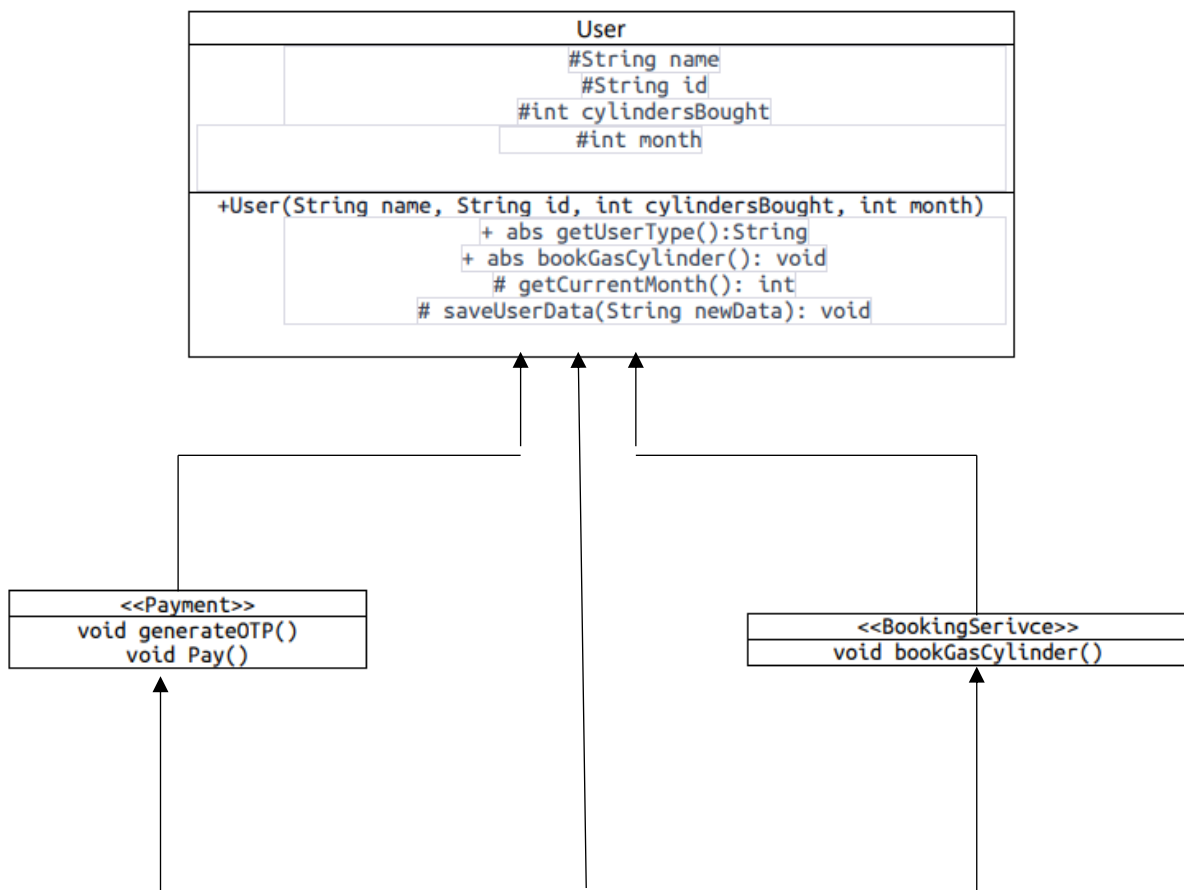 User
#String name
#String id
#int cylindersBought
#int month
+User(String name, String id, int cylindersBought, int month)
+ abs getUserType():String
+ abs bookGasCylinder(): void
# getCurrentMonth(): int
# saveUserData(String newData): void
<<Payment>>
void generateOTP()
void Pay()
<<BookingSerivce>>
void bookGasCylinder()